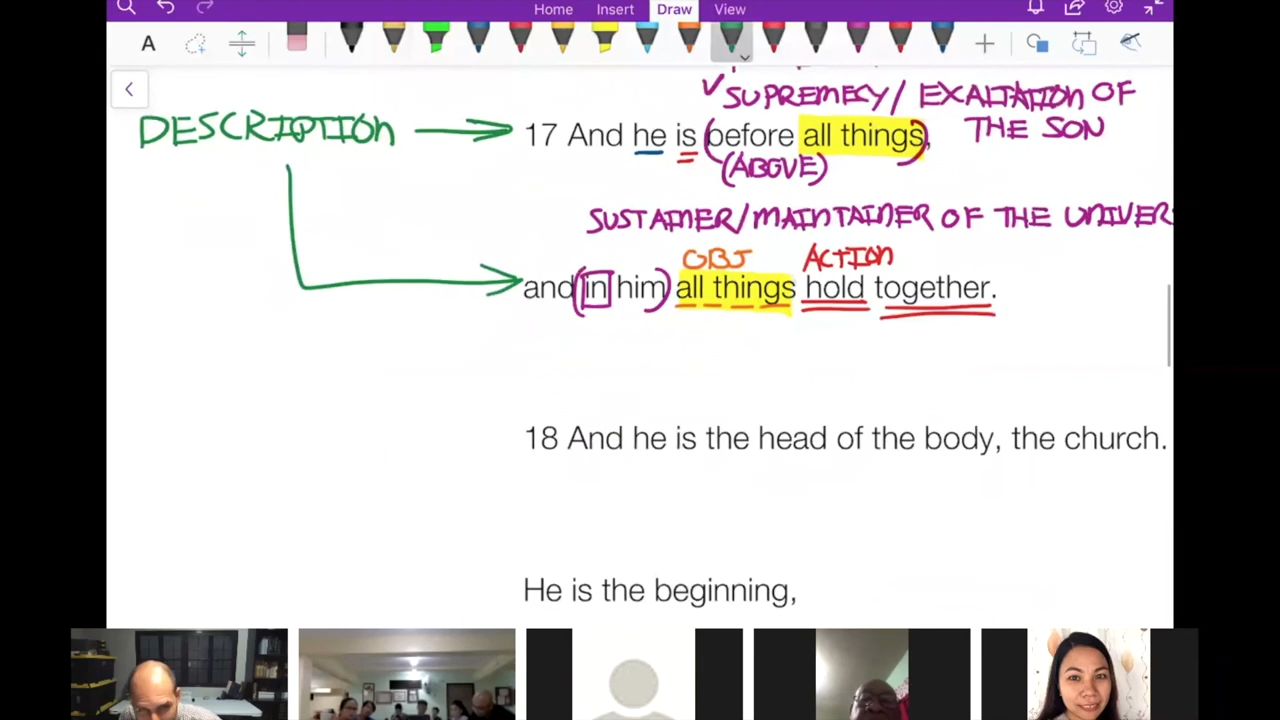 Home Insert Draw View
A
SUPREMECY/ EXALTATION OF
THE SON
DESCRIPTION
17 And he is (before all things),
(ABOVE)
SUSTAINER/MAINTAINER OF THE UNIVER
OBJ ACTION
and (in him) all things hold together.
18 And he is the head of the body, the church.
He is the beginning,